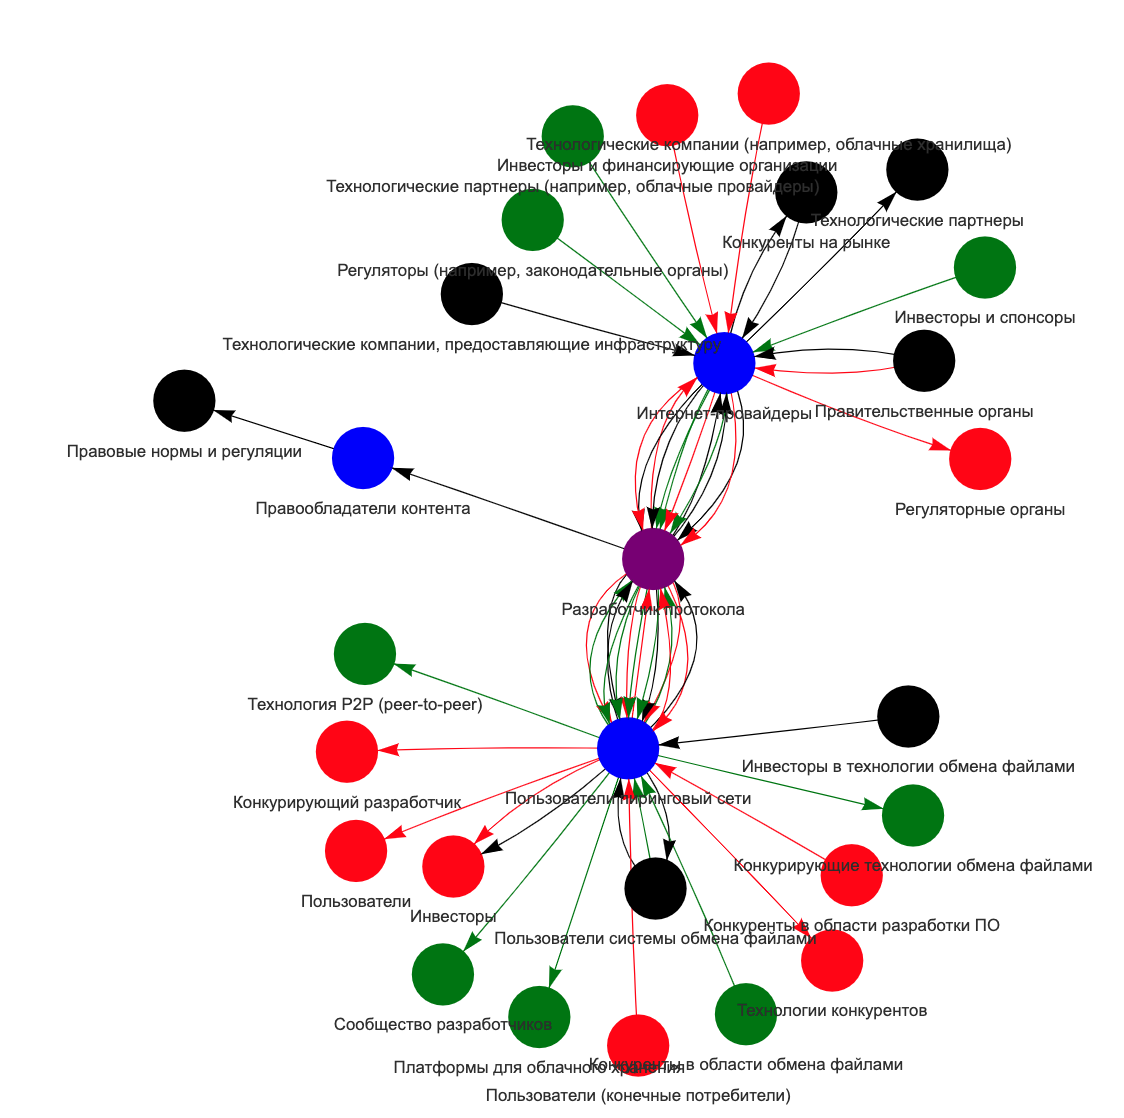 Технологические компании (например, облачные хранилища)
Инвесторы и финансирующие организации
Технологические партнеры (например, облачные провайдеры)
Технологические партнеры
Конкуренты на рынке
Регуляторы (например, законодательные органы)
Инвесторы и спонсоры
Технологические компании, предоставляющие инфраструктуру
Интернет-провайдеры
Правительственные органы
Правовые нормы и регуляции
Правообладатели контента
Регуляторные органы
Разработчик протокола
Технология P2P (peer-to-peer)
Инвесторы в технологии обмена файлами
Конкурирующий разработчик
Пользователи пиринговый сети
Конкурирующие технологии обмена файлами
Пользователи
Инвесторы
Конкуренты в области разработки ПО
Пользователи системы обмена файлами
Технологии конкурентов
Сообщество разработчиков
Конкуренты в области обмена файлами
Платформы для облачного хранения
Пользователи (конечные потребители)